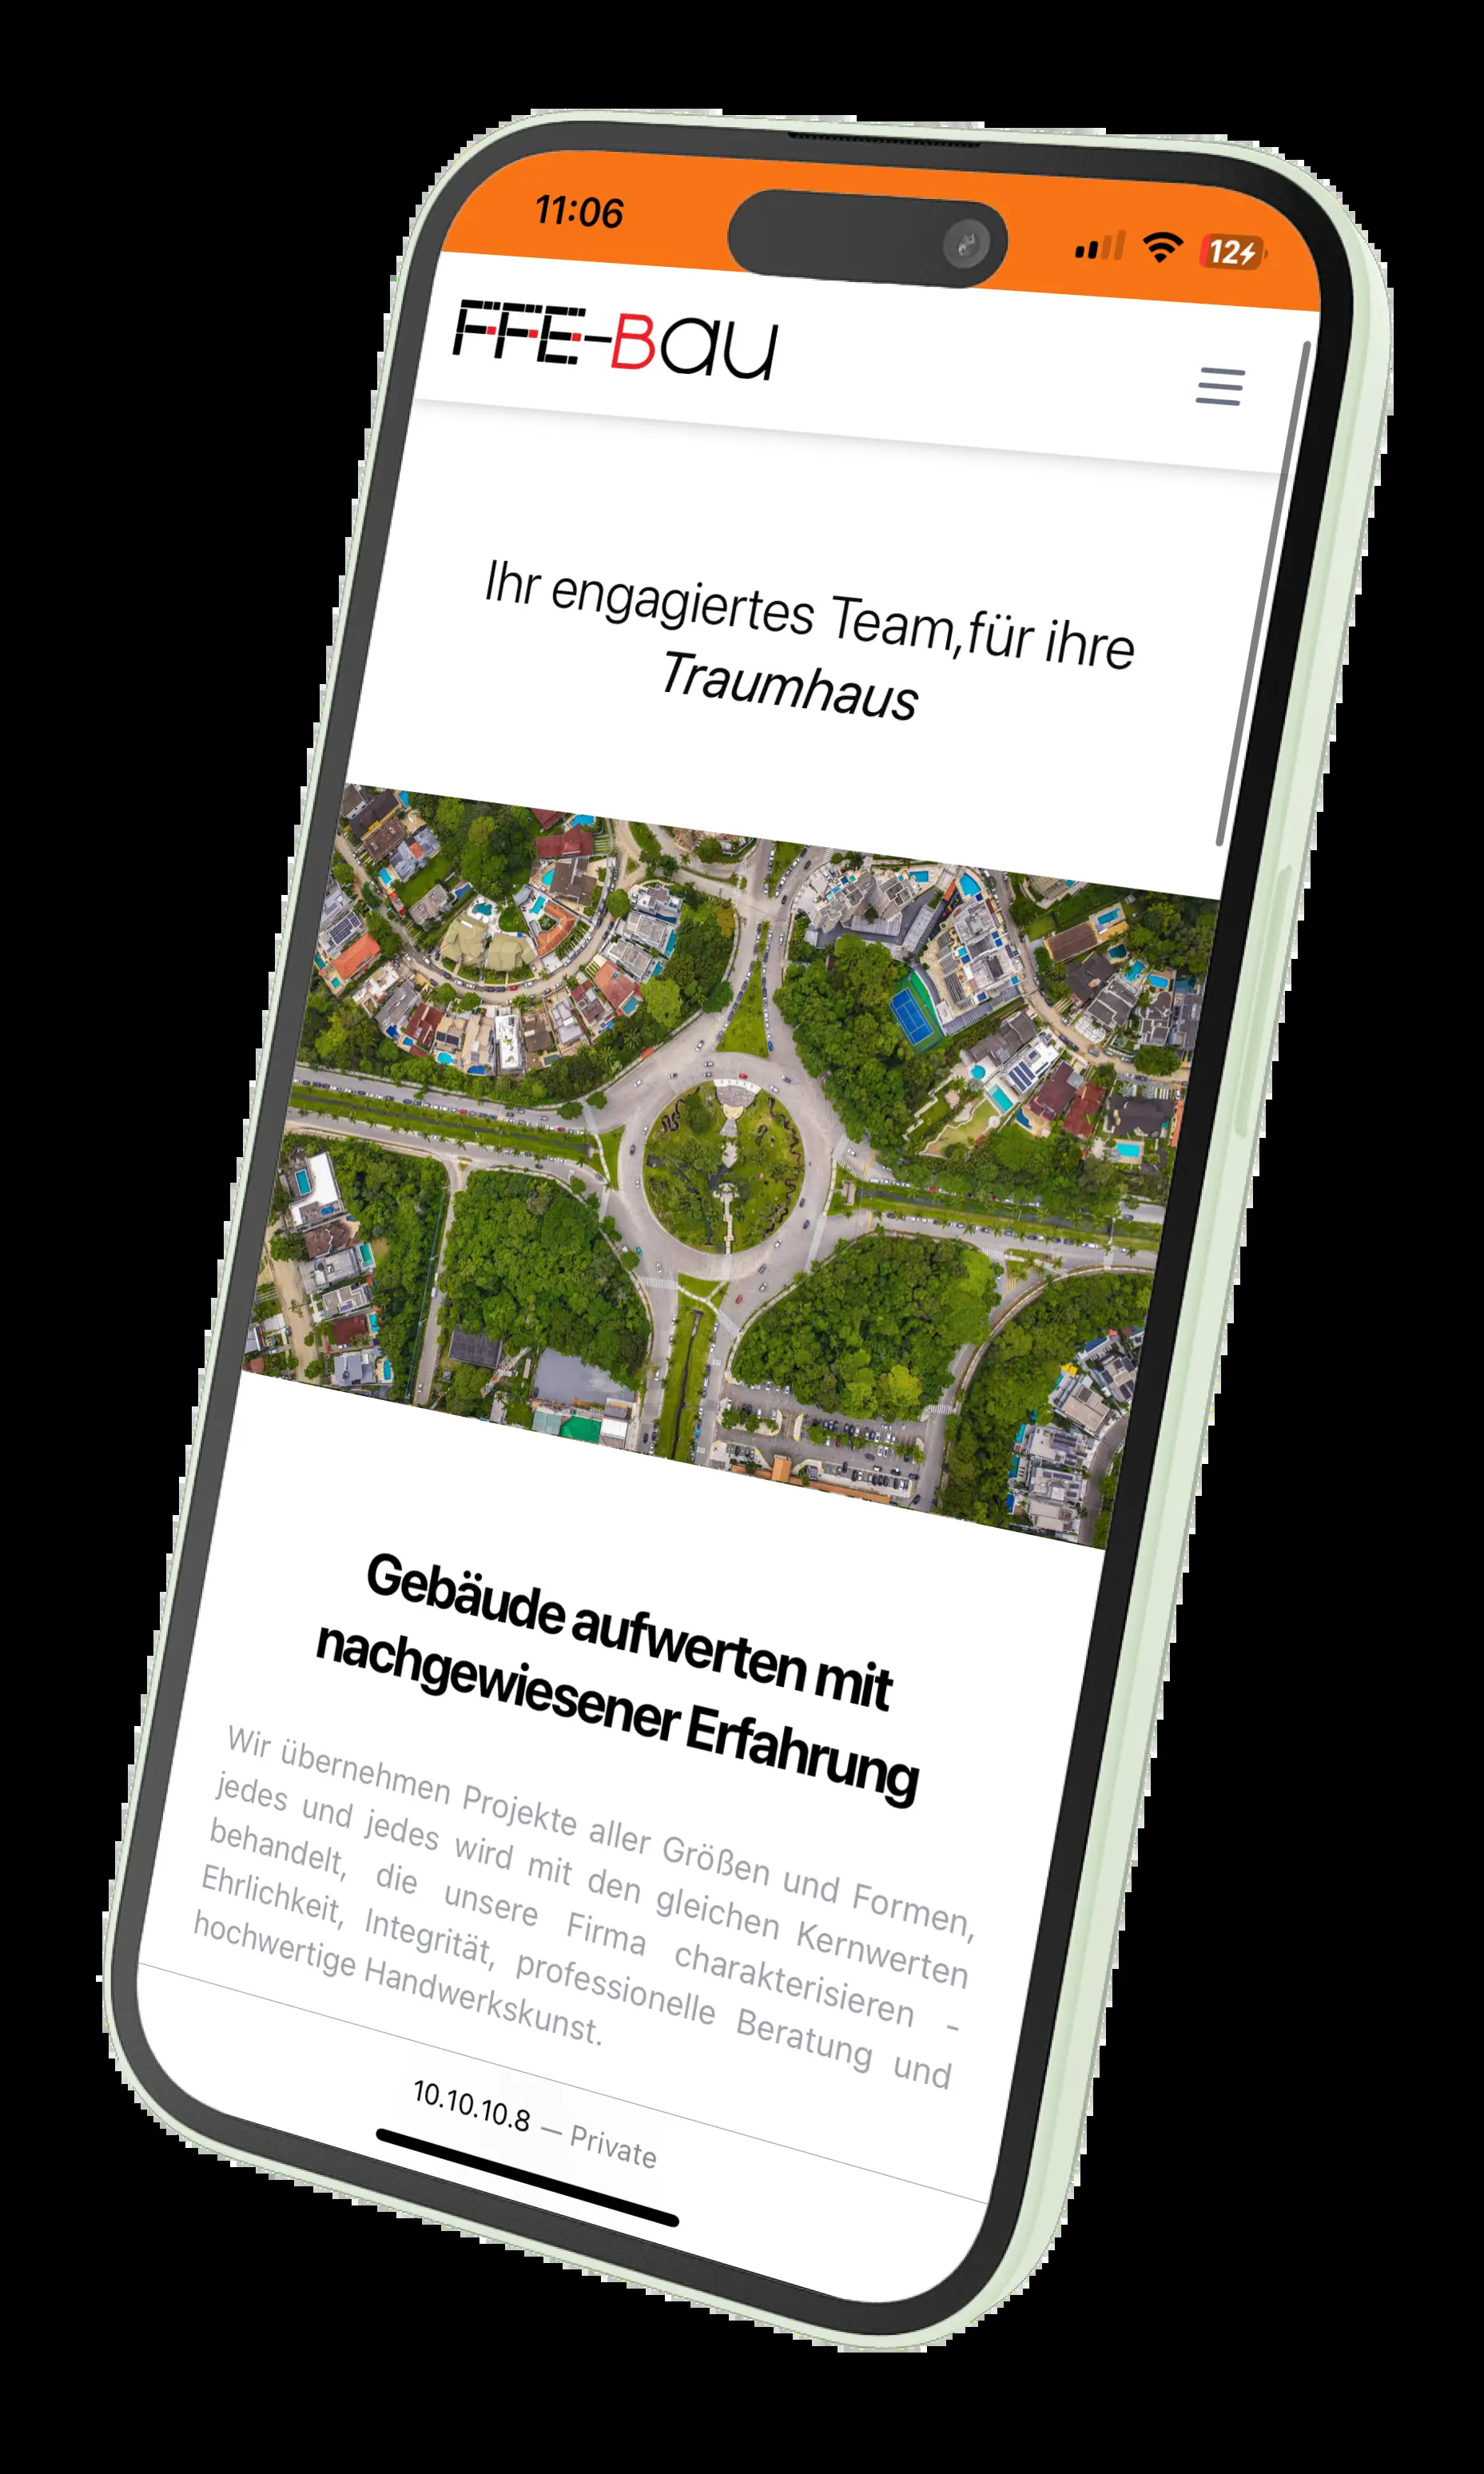 11:06
12
FFE-Bau
Ihr engagiertes Team,für ihre
Traumhaus
Gebäude aufwerten mit
nachgewiesener Erfahrung
Wir übernehmen Projekte aller Größen und Formen,
jedes und jedes wird mit den gleichen Kernwerten
behandelt, die unsere Firma charakterisieren -
Ehrlichkeit, Integrität, professionelle Beratung und
hochwertige Handwerkskunst.
10.10.10.8 — Private